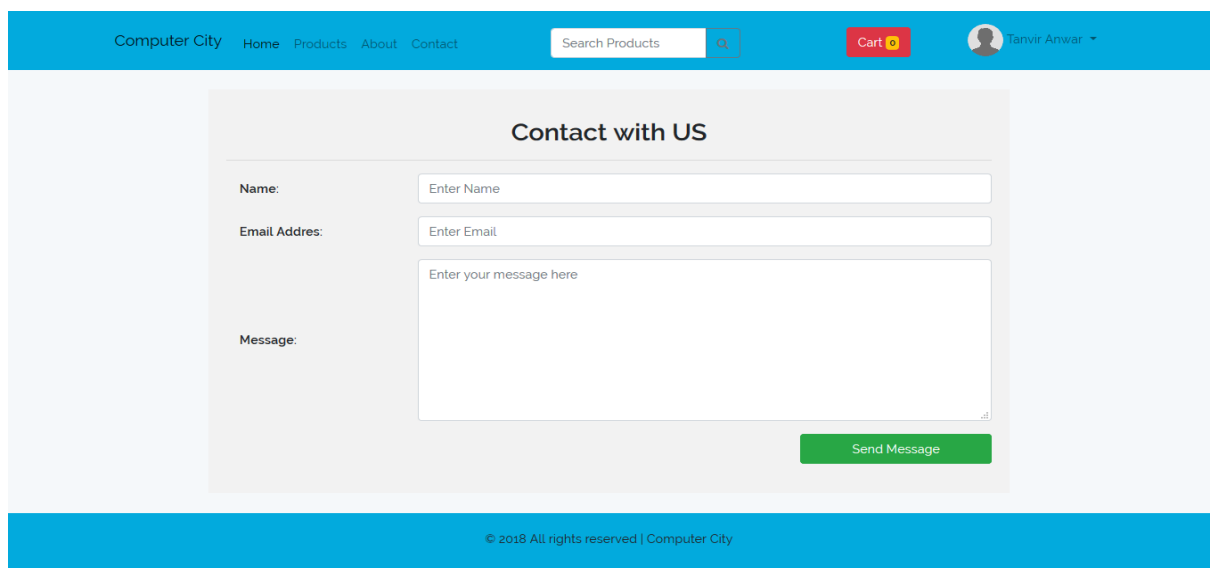 Computer City Home Products About Contact Search Products Cart 0 Tanvir Anwar
Contact with US
Name: Enter Name
Email Addres: Enter Email
Enter your message here
Message:
Send Message
© 2018 All rights reserved | Computer City